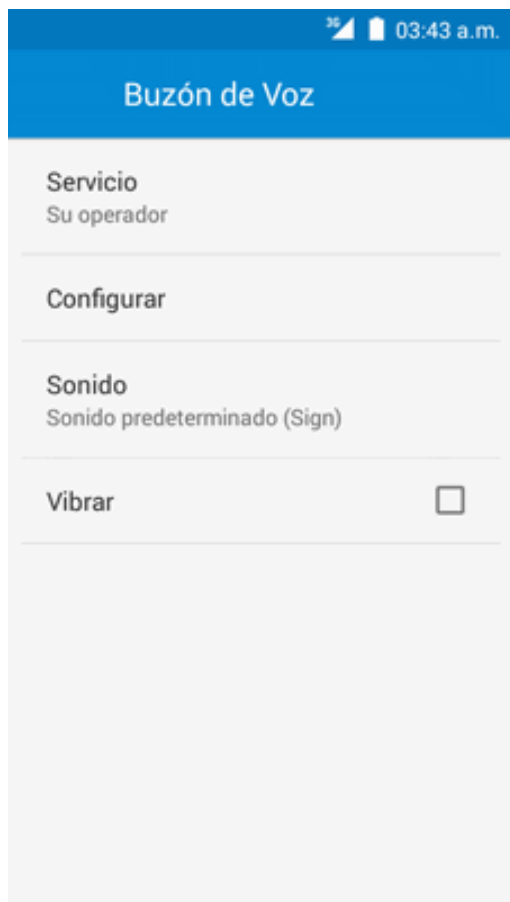 3G 03:43 a.m.
Buzón de Voz
Servicio
Su operador
Configurar
Sonido
Sonido predeterminado (Sign)
Vibrar